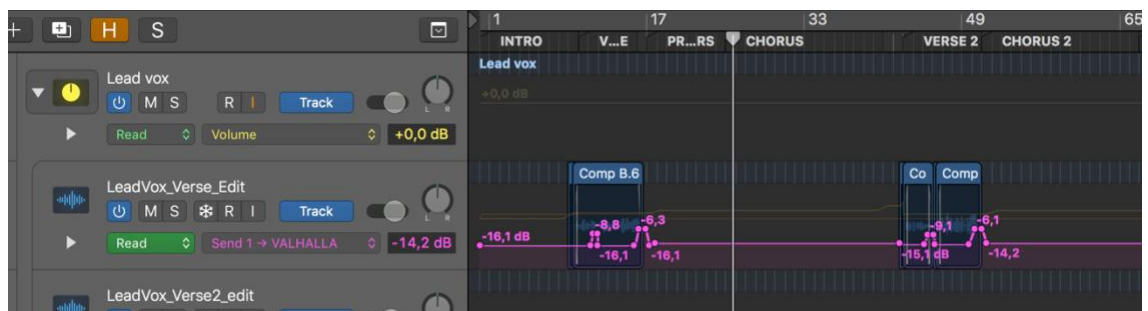 H S 1 17 33 49 65
INTRO V...E PR...RS CHORUS VERSE 2 CHORUS 2
Lead vox
Lead vox
M S R I Track L R
+0,0 dB
Read Volume +0,0 dB
Comp B.6 Co Comp
LeadVox_Verse_Edit
M S R I Track L R
-8,8 -6,3 -9,1 -6,1
-16,1 dB
Read Send 1 → VALHALLA -14,2 dB
-16,1 -16,1 -15,1 dB -14,2
LeadVox_Verse2_edit